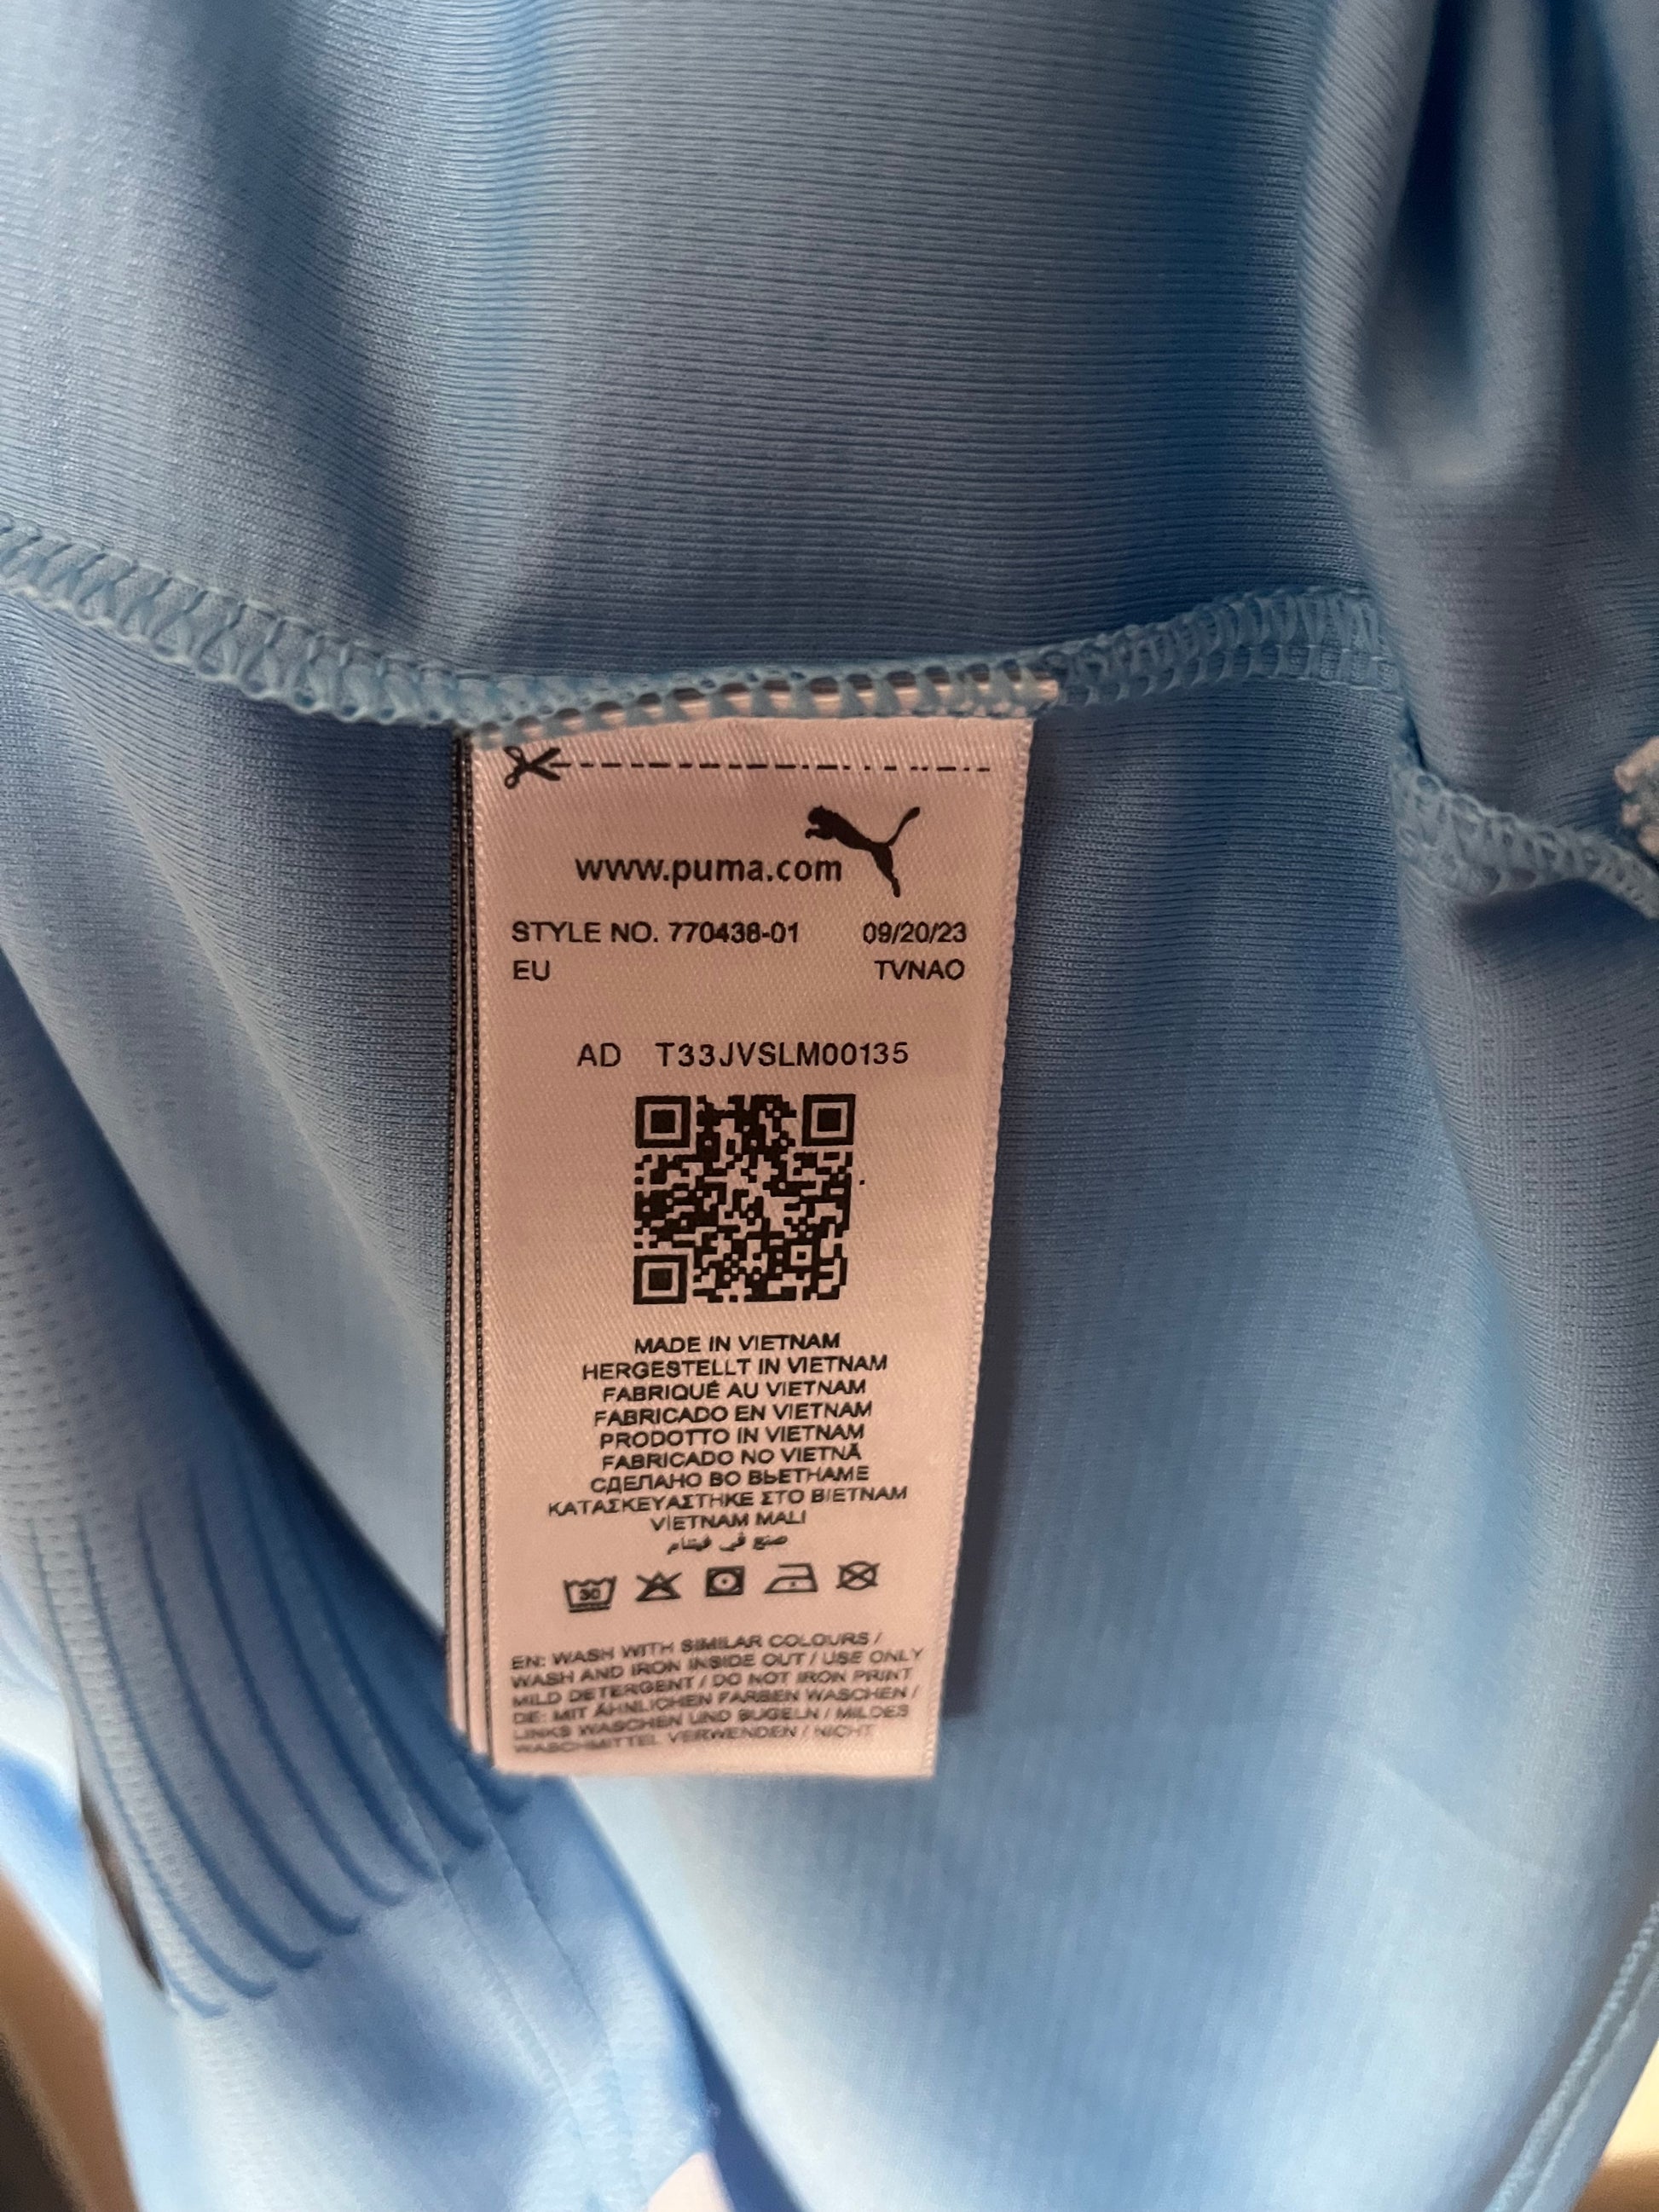 www.puma.com
STYLE NO. 770438-01 09/20/23
EU TVNAO
AD T33JVSLM00135
MADE IN VIETNAM
HERGESTELLT IN VIETNAM
FABRIQUÉ AU VIETNAM
FABRICADO EN VIETNAM
PRODOTTO IN VIETNAM
FABRICADO NO VIETNÃ
СДЕЛАНО ВО ВЬЕТНАМЕ
ΚΑΤΑΣΚΕΥΑΣΤΗΚΕ ΣΤΟ ΒΙΕΤΝΑΜ
VIETNAM MALI
صنع في فيتنام
30
EN: WASH WITH SIMILAR COLOURS /
WASH AND IRON INSIDE OUT / USE ONLY
MILD DETERGENT / DO NOT IRON PRINT
DE: MIT ÄHNLICHEN FARBEN WASCHEN /
LINKS WASCHEN UND BÜGELN / MILDES
WASCHMITTEL VERWENDEN / NICHT